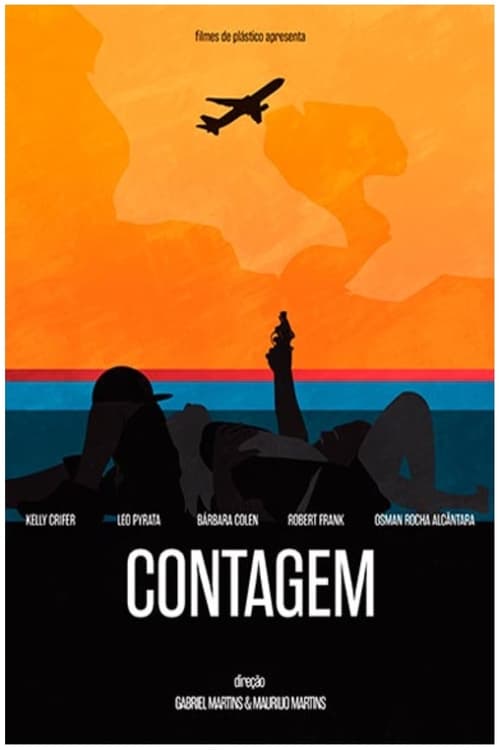 filmes de plástico apresenta
KELLY CRIFER LEO PYRATA BÁRBARA COLEN ROBERT FRANK OSMAN ROCHA ALCÂNTARA
CONTAGEM
direção
GABRIEL MARTINS & MAURILIO MARTINS